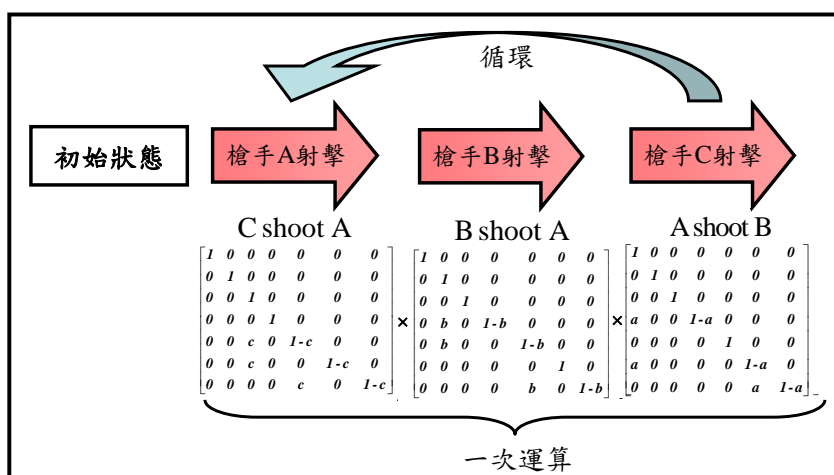 循環
初始狀態 槍手A射擊 槍手B射擊 槍手C射擊
C shoot A B shoot A A shoot B
1 0 0 0 0 0 0 1 0 0 0 0 0 0 1 0 0 0 0 0 0
0 1 0 0 0 0 0 0 1 0 0 0 0 0 0 1 0 0 0 0 0
0 0 1 0 0 0 0 0 0 1 0 0 0 0 0 0 1 0 0 0 0
0 0 0 1 0 0 0 × 0 b 0 1-b 0 0 0 × a 0 0 1-a 0 0 0
0 0 c 0 1-c 0 0 0 b 0 0 1-b 0 0 0 0 0 0 1 0 0
0 0 c 0 0 1-c 0 0 0 0 0 0 1 0 a 0 0 0 0 1-a 0
0 0 0 0 c 0 1-c 0 0 0 0 b 0 1-b 0 0 0 0 0 a 1-a
一次運算